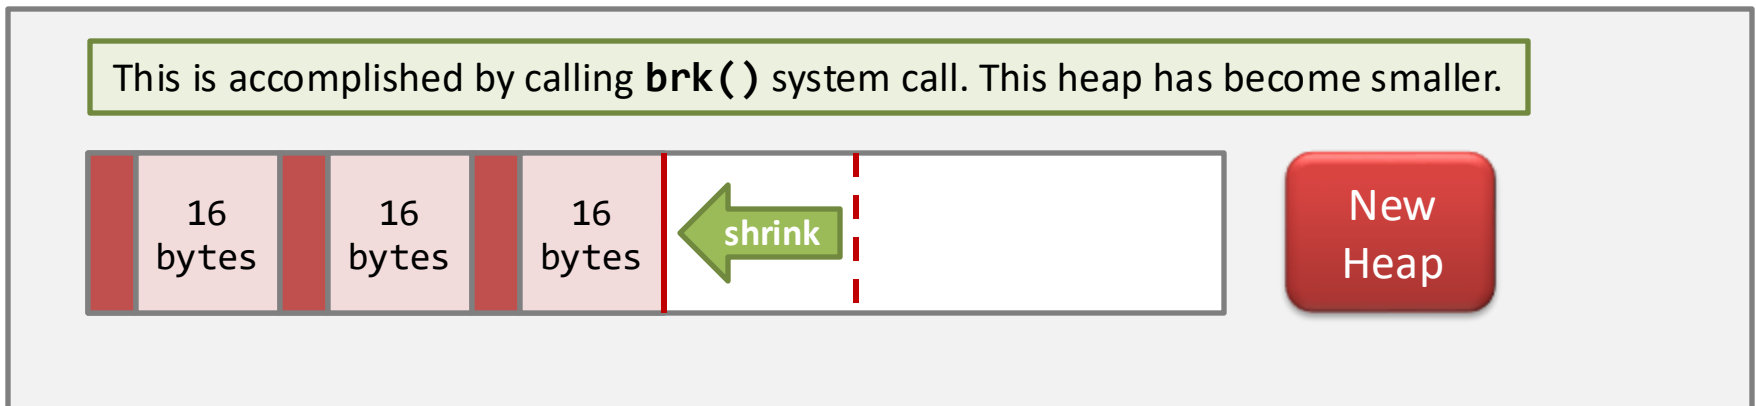 This is accomplished by calling brk() system call. This heap has become smaller.
16
bytes
16
bytes
16
bytes
shrink
New
Heap